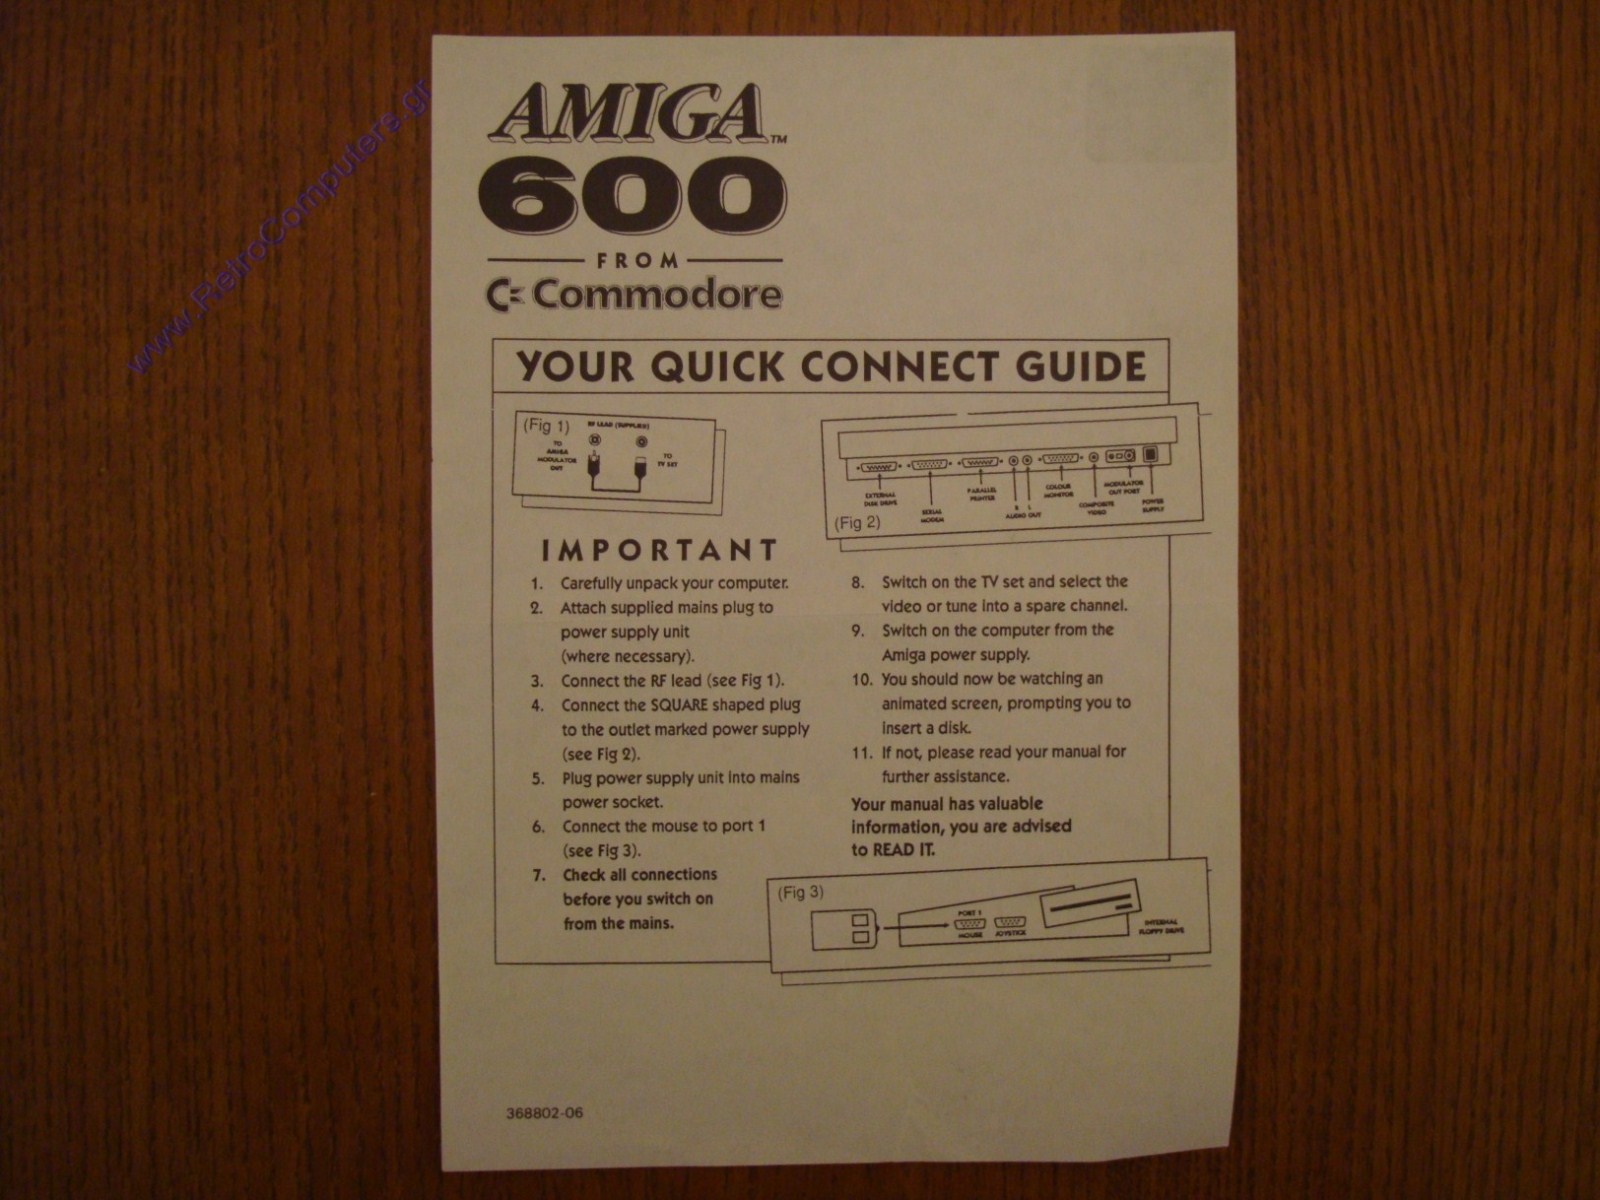 www.RetroComputers.gr
AMIGA™
600
FROM
Commodore
YOUR QUICK CONNECT GUIDE
(Fig 1)
RF LEAD (SUPPLIED)
TO
AMIGA
MODULATOR
OUT
TO
TV SET
EXTERNAL
DISK DRIVE
SERIAL
MODEM
PARALLEL
PRINTER
R L
AUDIO OUT
COLOUR
MONITOR
COMPOSITE
VIDEO
MODULATOR
OUT PORT
POWER
SUPPLY
(Fig 2)
IMPORTANT
1. Carefully unpack your computer.
2. Attach supplied mains plug to
power supply unit
(where necessary).
3. Connect the RF lead (see Fig 1).
4. Connect the SQUARE shaped plug
to the outlet marked power supply
(see Fig 2).
5. Plug power supply unit into mains
power socket.
6. Connect the mouse to port 1
(see Fig 3).
7. Check all connections
before you switch on
from the mains.
8. Switch on the TV set and select the
video or tune into a spare channel.
9. Switch on the computer from the
Amiga power supply.
10. You should now be watching an
animated screen, prompting you to
insert a disk.
11. If not, please read your manual for
further assistance.
Your manual has valuable
information, you are advised
to READ IT.
(Fig 3)
PORT 1
MOUSE
JOYSTICK
INTERNAL
FLOPPY DRIVE
368802-06